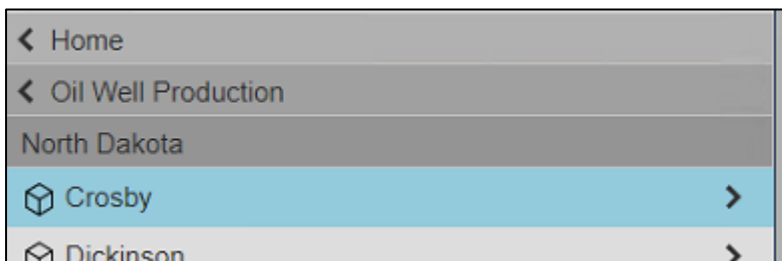 Home
Oil Well Production
North Dakota
Crosby
Dickinson